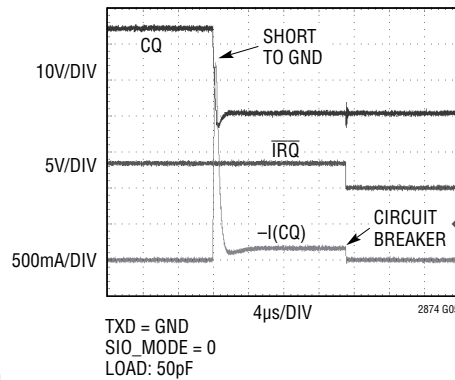 CQ
SHORT
TO GND
10V/DIV
IRQ
5V/DIV
–I(CQ)
CIRCUIT
BREAKER
500mA/DIV
4µs/DIV
2874 G05
TXD = GND
SIO_MODE = 0
LOAD: 50pF